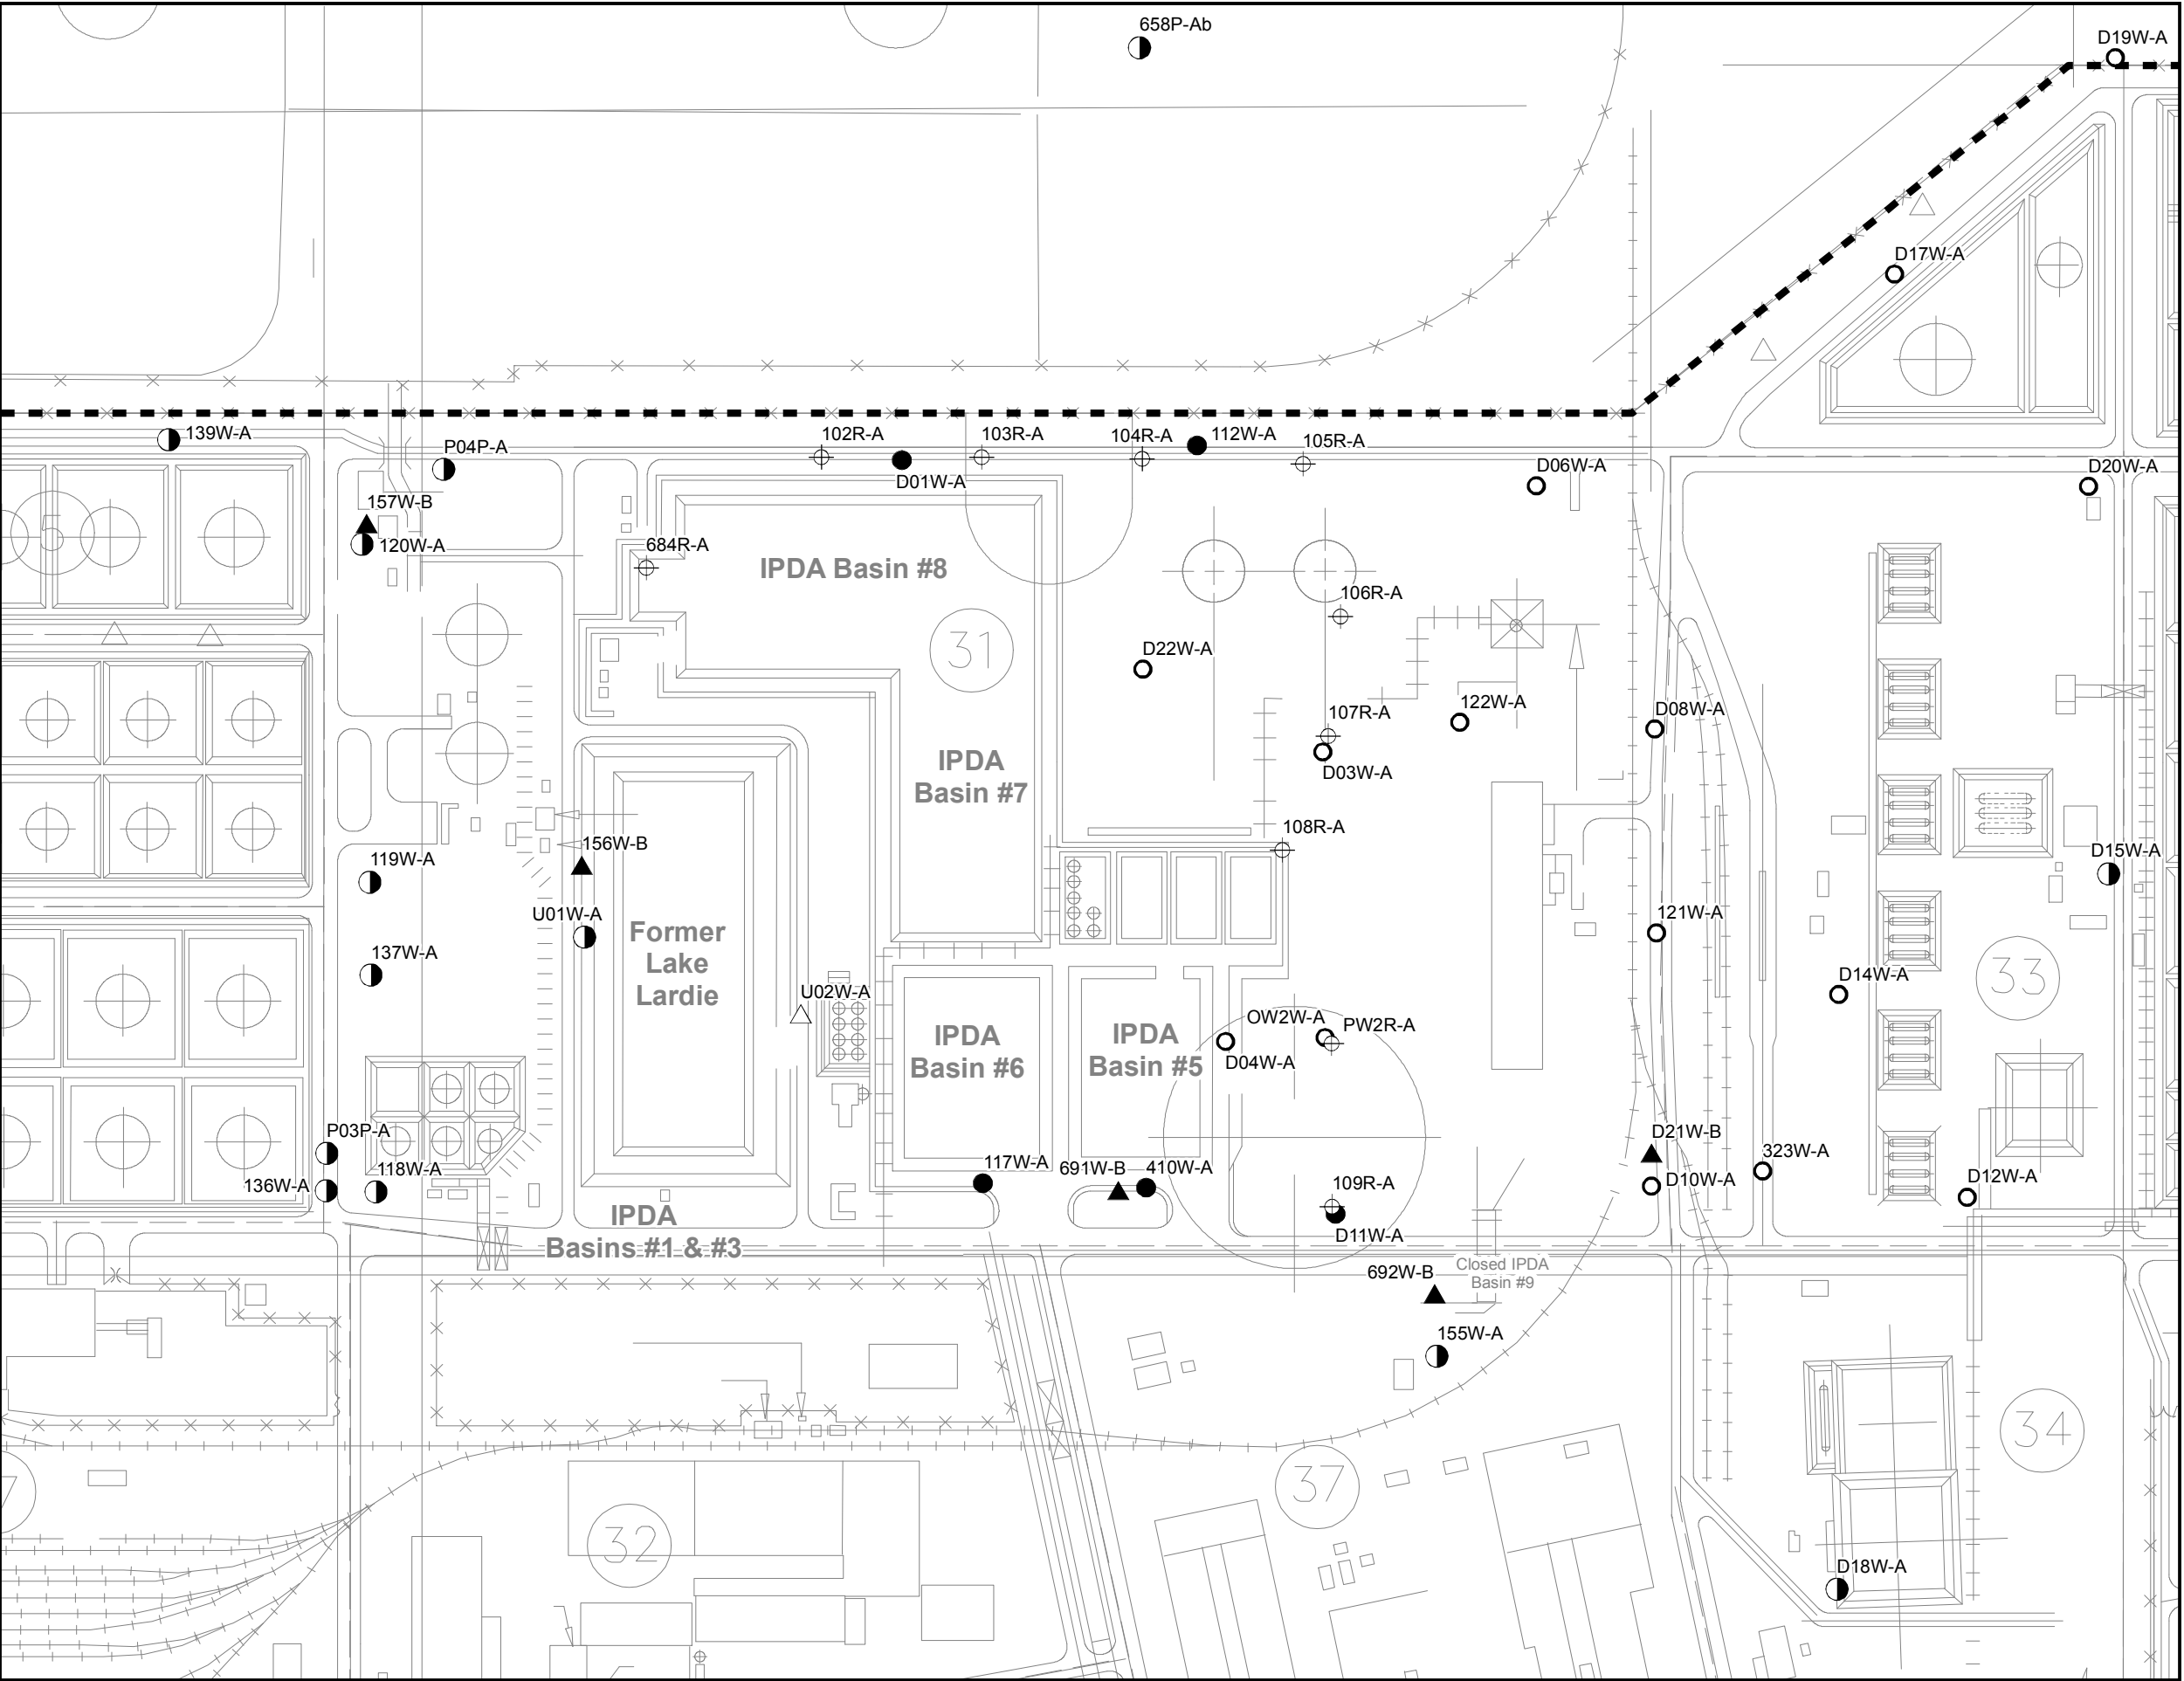 658P-Ab
D19W-A
D17W-A
139W-A
P04P-A
102R-A
103R-A
104R-A
112W-A
105R-A
D06W-A
D20W-A
D01W-A
157W-B
120W-A
684R-A
IPDA Basin #8
106R-A
31
D22W-A
122W-A
D08W-A
107R-A
D03W-A
IPDA
Basin #7
108R-A
156W-B
119W-A
D15W-A
U01W-A
121W-A
Former
Lake
Lardie
137W-A
D14W-A
33
U02W-A
OW2W-A
PW2R-A
IPDA
Basin #6
IPDA
Basin #5
D04W-A
P03P-A
D21W-B
323W-A
118W-A
136W-A
117W-A
691W-B
410W-A
109R-A
D10W-A
D12W-A
IPDA
Basins #1 & #3
D11W-A
692W-B
Closed IPDA
Basin #9
155W-A
34
37
32
D18W-A